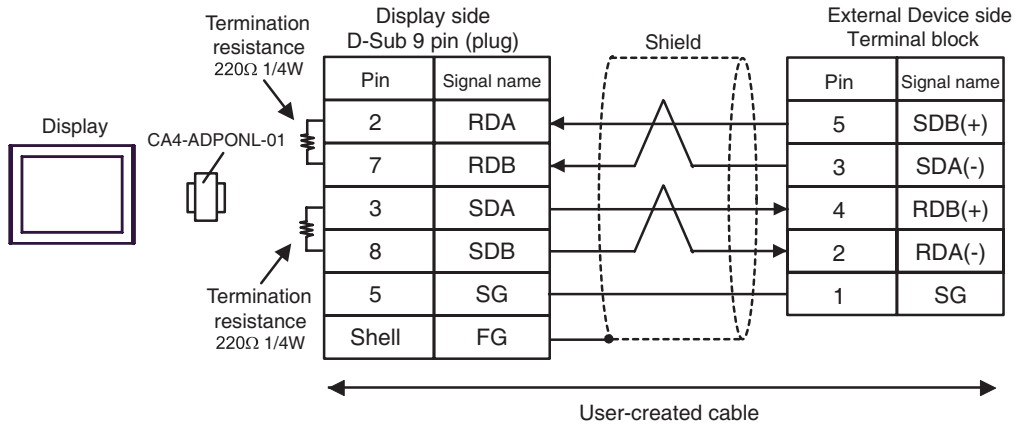 Display
CA4-ADPONL-01
Termination
resistance
220Ω 1/4W
Termination
resistance
220Ω 1/4W
Display side
D-Sub 9 pin (plug)
Pin Signal name
2 RDA
7 RDB
3 SDA
8 SDB
5 SG
Shell FG
Shield
External Device side
Terminal block
Pin Signal name
5 SDB(+)
3 SDA(-)
4 RDB(+)
2 RDA(-)
1 SG
User-created cable